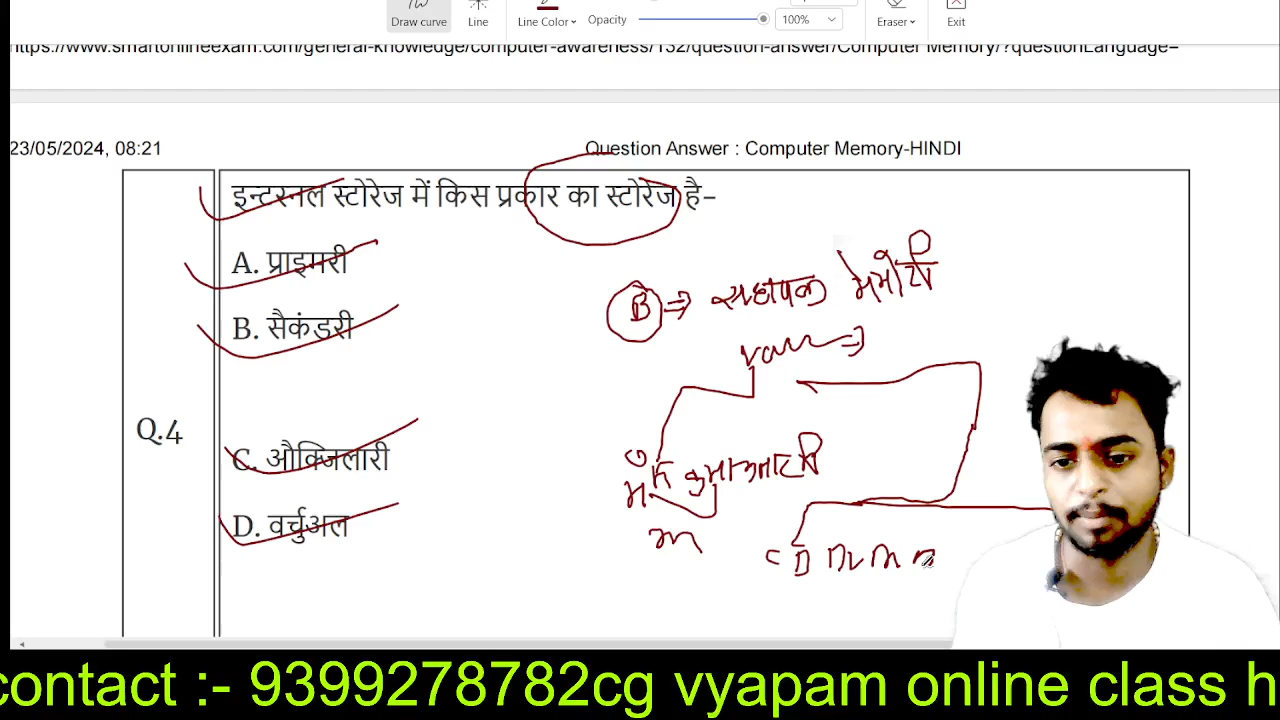 Draw curve Line Line Color Opacity 100% Eraser Exit
https://www.smartonlineexam.com/general-knowledge/computer-awareness/132/question-answer/Computer Memory/?questionLanguage=
23/05/2024, 08:21 Question Answer : Computer Memory-HINDI
इन्टरनल स्टोरेज में किस प्रकार का स्टोरेज है-
A. प्राइमरी
B ⇒ सहायक मेमोरी
B. सैकंडरी
Q.4
C. औक्जिलारी
D. वर्चुअल
CD
contact :- 9399278782cg vyapam online class h